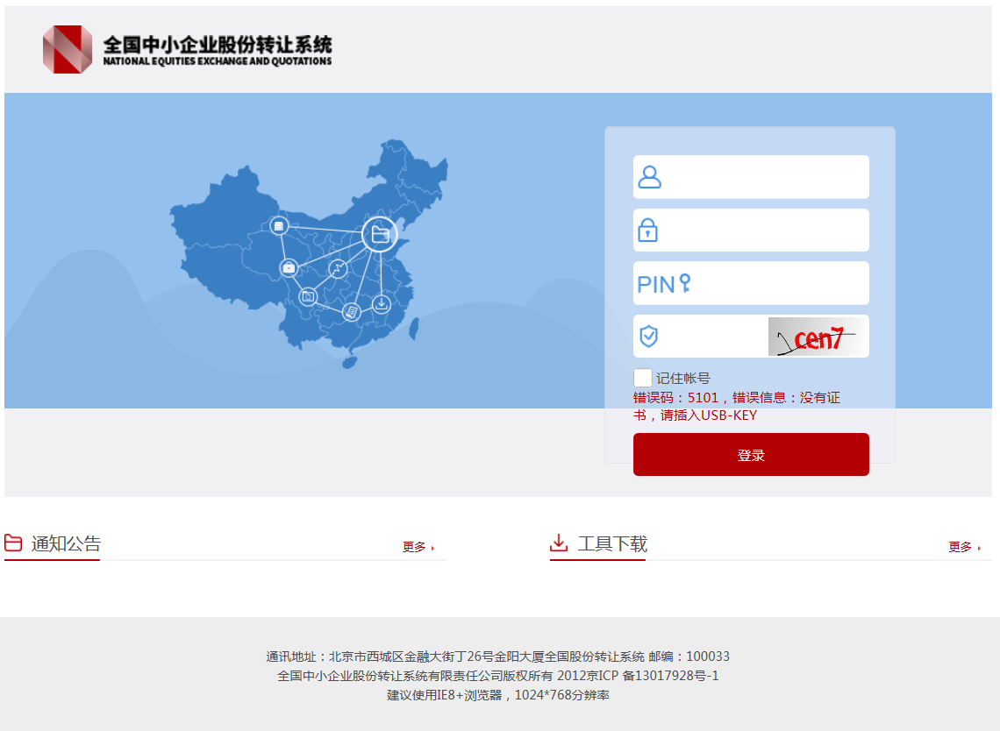 全国中小企业股份转让系统
NATIONAL EQUITIES EXCHANGE AND QUOTATIONS
PIN
cen7
记住帐号
错误码：5101，错误信息：没有证
书，请插入USB-KEY
登录
通知公告
更多
工具下载
更多
通讯地址：北京市西城区金融大街丁26号金阳大厦全国股份转让系统 邮编：100033
全国中小企业股份转让系统有限责任公司版权所有 2012京ICP 备13017928号-1
建议使用IE8+浏览器，1024*768分辨率